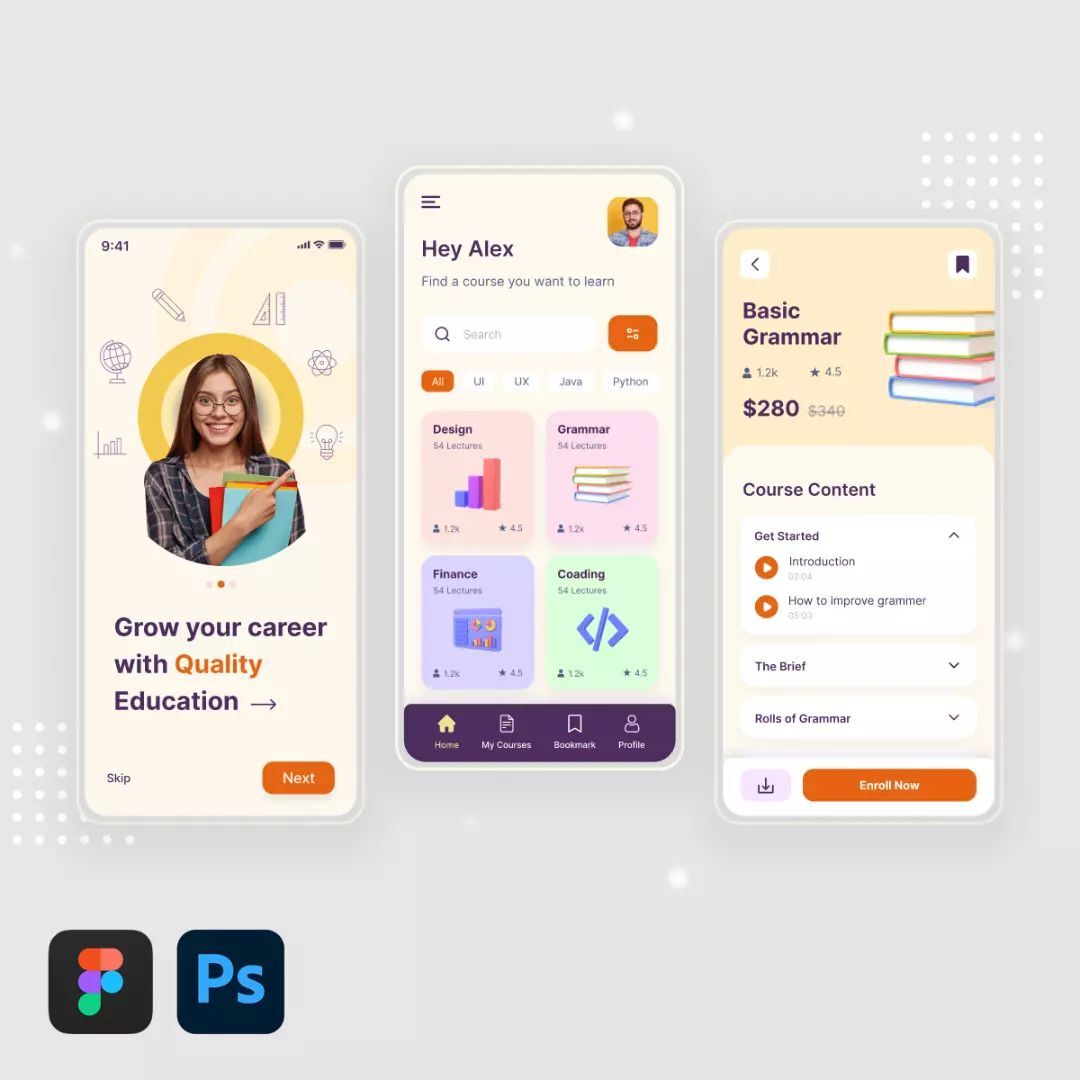 9:41
Grow your career
with Quality
Education
Skip
Next
Hey Alex
Find a course you want to learn
Search
All
UI
UX
Java
Python
Design
54 Lectures
1.2k
4.5
Grammar
54 Lectures
1.2k
4.5
Finance
54 Lectures
1.2k
4.5
Coading
54 Lectures
1.2k
4.5
Home
My Courses
Bookmark
Profile
Basic
Grammar
1.2k
4.5
$280 $340
Course Content
Get Started
Introduction
02:04
How to improve grammer
05:03
The Brief
Rolls of Grammar
Enroll Now
Ps